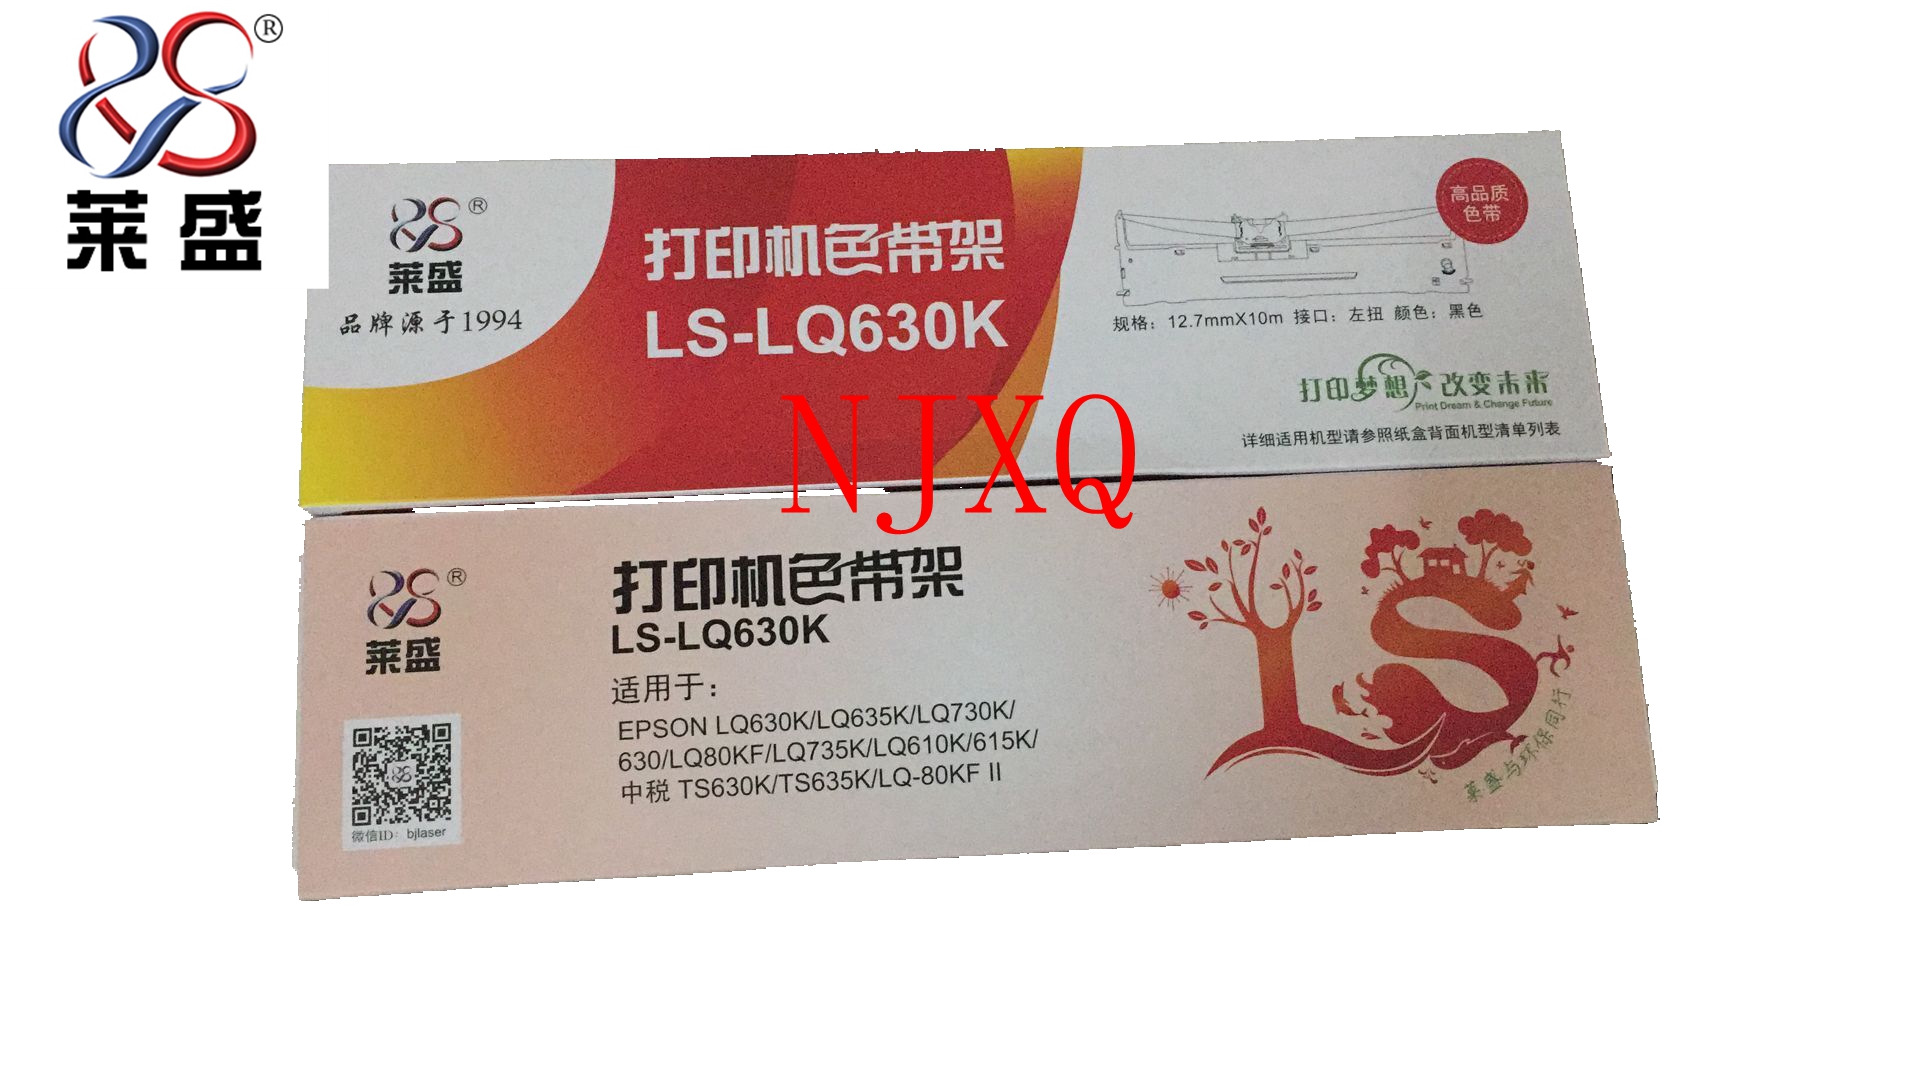 ®
莱盛
®
莱盛
品牌源于1994
打印机色带架
LS-LQ630K
高品质
色带
规格：12.7mmX10m 接口：左扭 颜色：黑色
打印梦想 改变未来
Print Dream & Change Future
详细适用机型请参照纸盒背面机型清单列表
NJXQ
®
莱盛
微信ID：bjlaser
打印机色带架
LS-LQ630K
适用于：
EPSON LQ630K/LQ635K/LQ730K/
630/LQ80KF/LQ735K/LQ610K/615K/
中税 TS630K/TS635K/LQ-80KF II
LS
莱盛与环保同行